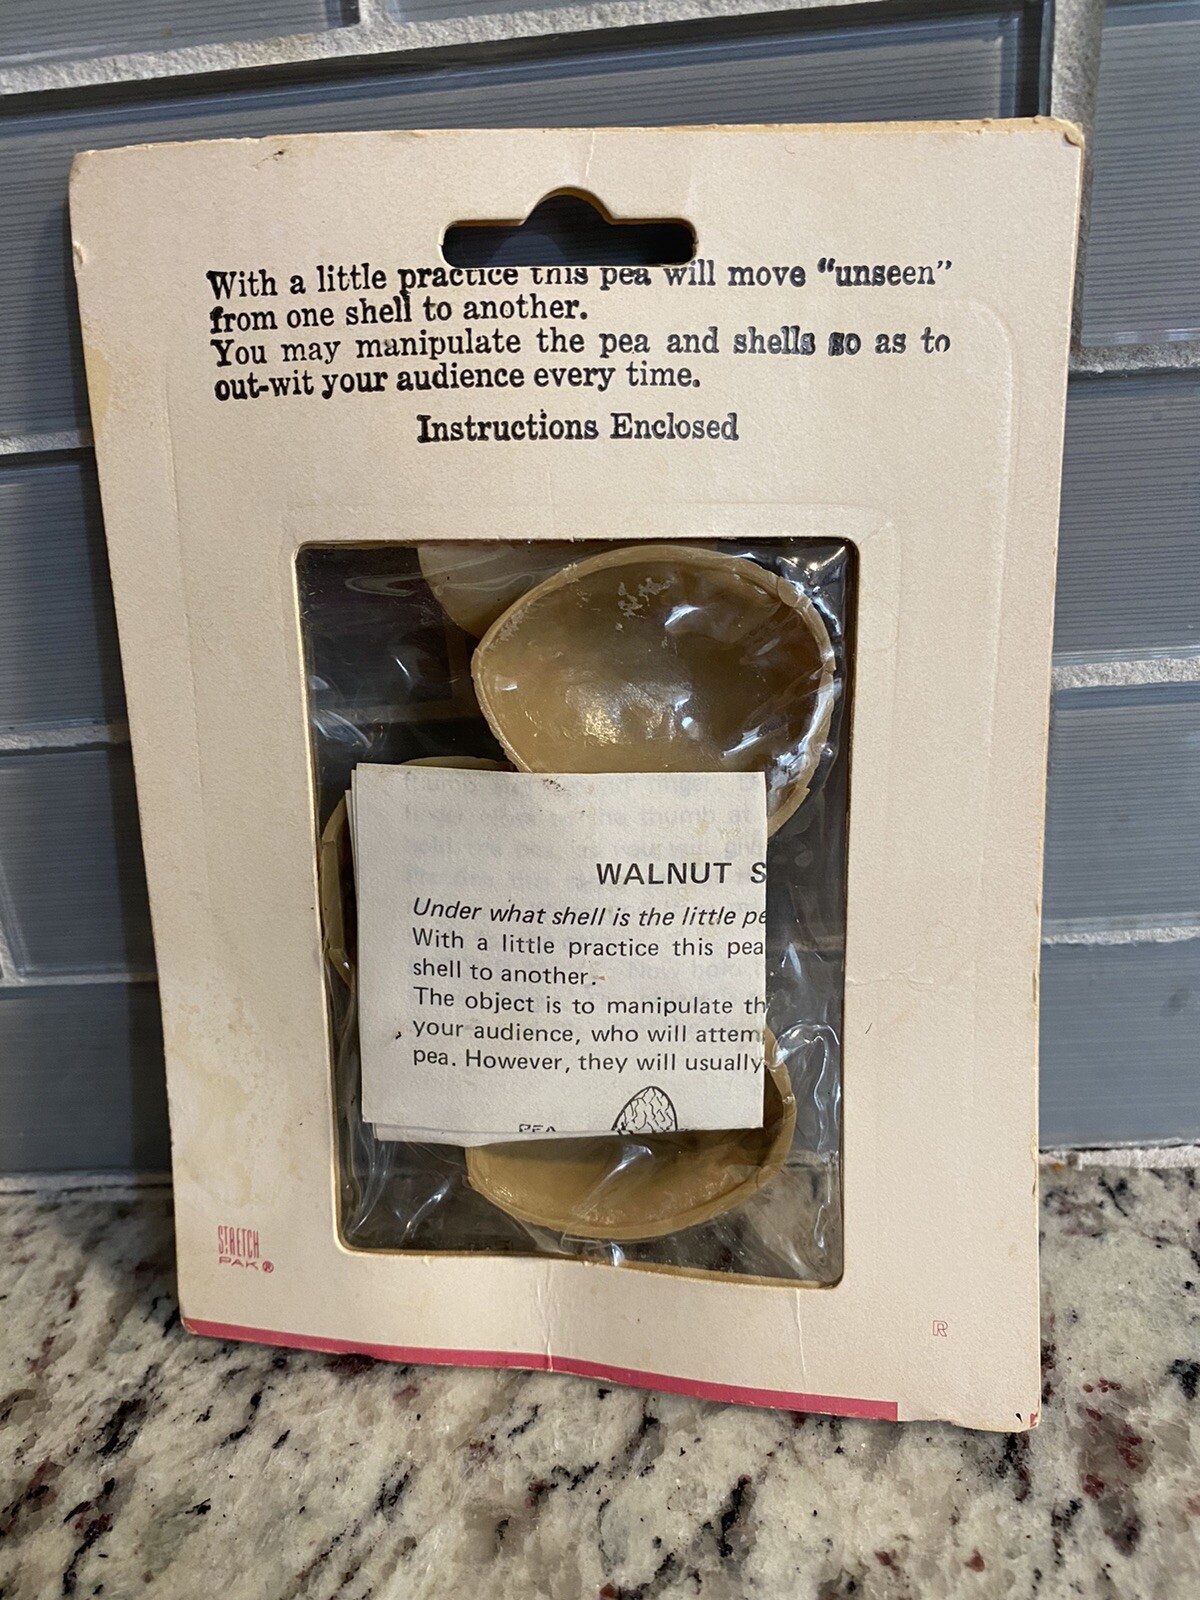 With a little practice this pea will move “unseen”
from one shell to another.
You may manipulate the pea and shells so as to
out-wit your audience every time.
Instructions Enclosed
WALNUT S
Under what shell is the little pe
With a little practice this pea
shell to another.
The object is to manipulate th
your audience, who will attem
pea. However, they will usually
PEA
STRETCH
PAK®
R